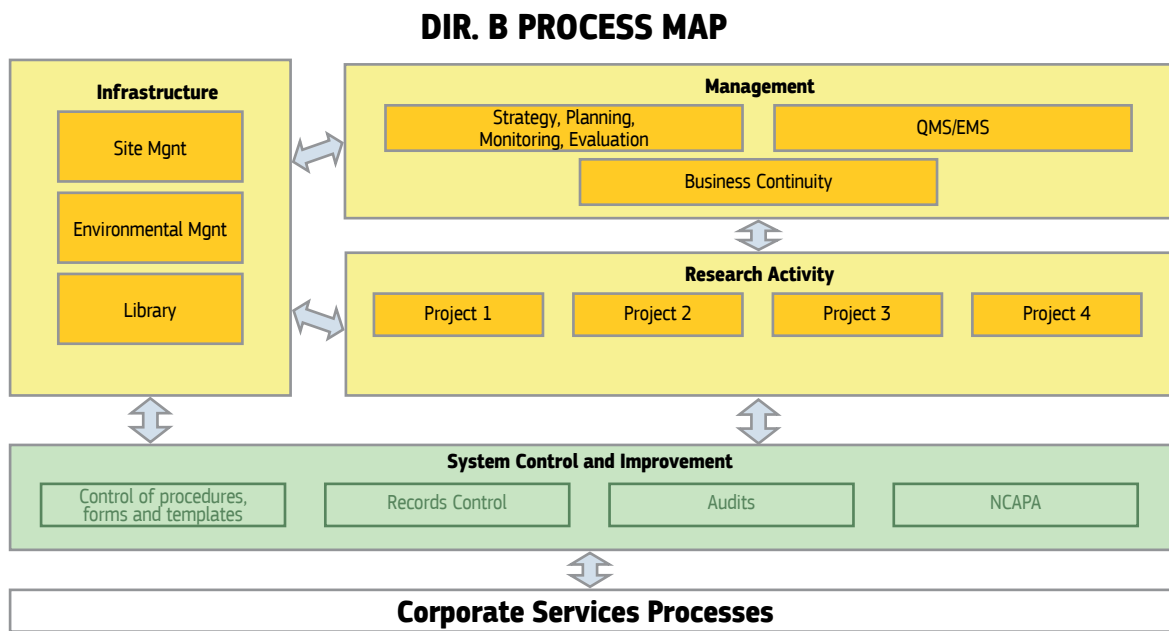 DIR. B PROCESS MAP
Infrastructure
Site Mgnt
Environmental Mgnt
Library
Management
Strategy, Planning,
Monitoring, Evaluation
QMS/EMS
Business Continuity
Research Activity
Project 1
Project 2
Project 3
Project 4
System Control and Improvement
Control of procedures,
forms and templates
Records Control
Audits
NCAPA
Corporate Services Processes